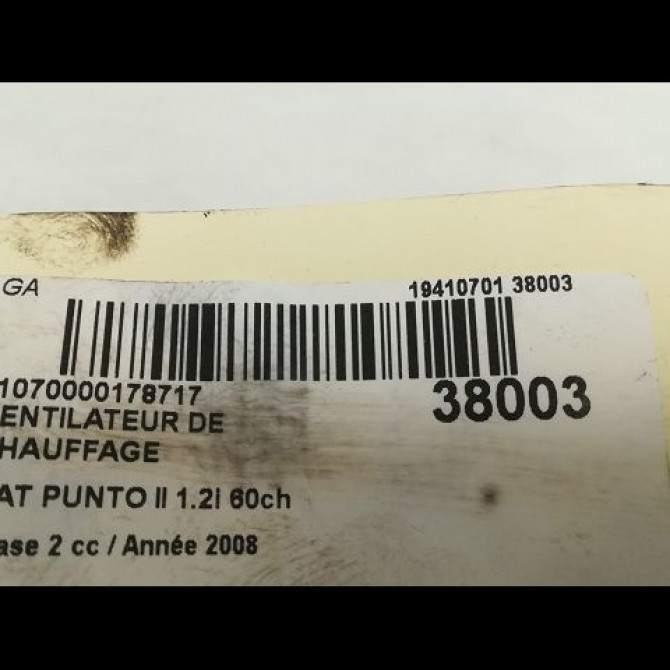 GA 19410701 38003
1070000178717 38003
ENTILATEUR DE
HAUFFAGE
AT PUNTO II 1.2i 60ch
ase 2 cc / Année 2008